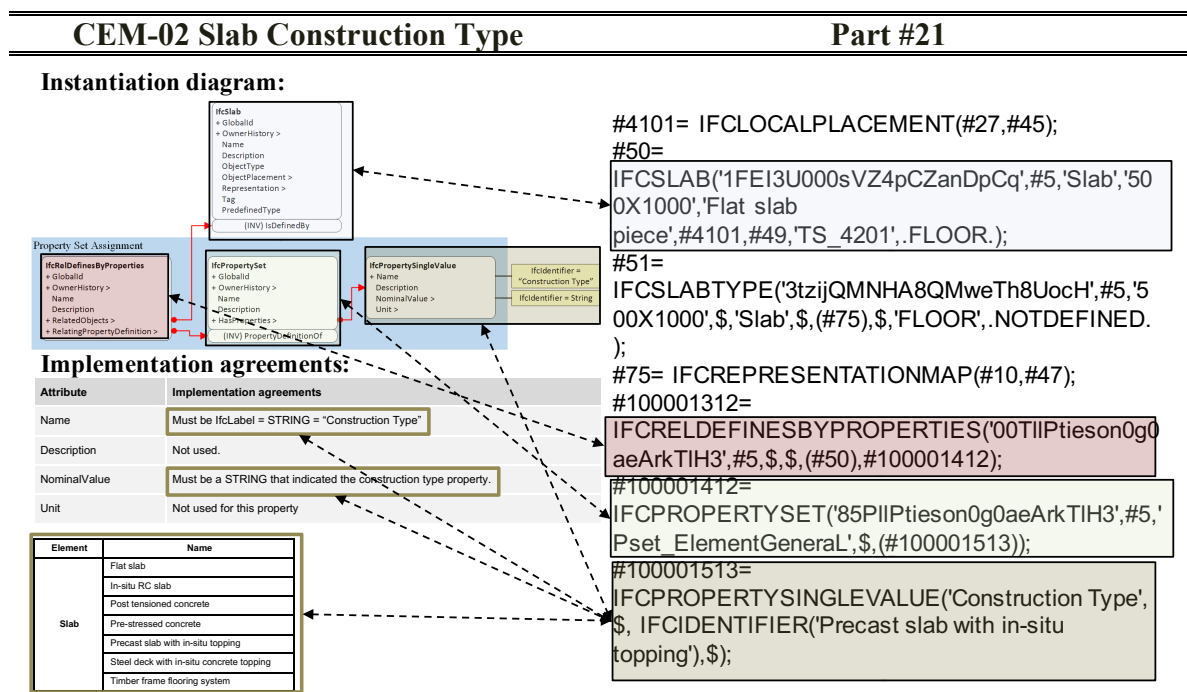 CEM-02 Slab Construction Type
Part #21
Instantiation diagram:
IfcSlab
+ GlobalId
+ OwnerHistory >
Name
Description
ObjectType
ObjectPlacement >
Representation >
Tag
PredefinedType
(INV) IsDefinedBy
Property Set Assignment
IfcRelDefinesByProperties
+ GlobalId
+ OwnerHistory >
Name
Description
+ RelatedObjects >
+ RelatingPropertyDefinition >
IfcPropertySet
+ GlobalId
+ OwnerHistory >
Name
Description
+ HasProperties >
(INV) PropertyDefinitionOf
IfcPropertySingleValue
+ Name
Description
NominalValue >
Unit >
IfcIdentifier =
"Construction Type"
IfcIdentifier = String
Implementation agreements:
Attribute
Implementation agreements
Name
Must be IfcLabel = STRING = “Construction Type”
Description
Not used.
NominalValue
Must be a STRING that indicated the construction type property.
Unit
Not used for this property
Element
Name
Slab
Flat slab
In-situ RC slab
Post tensioned concrete
Pre-stressed concrete
Precast slab with in-situ topping
Steel deck with in-situ concrete topping
Timber frame flooring system
#4101= IFCLOCALPLACEMENT(#27,#45);
#50=
IFCSLAB('1FEI3U000sVZ4pCZanDpCq',#5,'Slab','50
0X1000','Flat slab
piece',#4101,#49,'TS_4201',.FLOOR.);
#51=
IFCSLABTYPE('3tzijQMNHA8QMweTh8UocH',#5,'5
00X1000',$,'Slab',$,(#75),$,'FLOOR',.NOTDEFINED.
);
#75= IFCREPRESENTATIONMAP(#10,#47);
#100001312=
IFCRELDEFINESBYPROPERTIES('00TllPtieson0g0
aeArkTlH3',#5,$,$,(#50),#100001412);
#100001412=
IFCPROPERTYSET('85PllPtieson0g0aeArkTlH3',#5,'
Pset_ElementGeneraL',$,(#100001513));
#100001513=
IFCPROPERTYSINGLEVALUE('Construction Type',
$, IFCIDENTIFIER('Precast slab with in-situ
topping'),$);